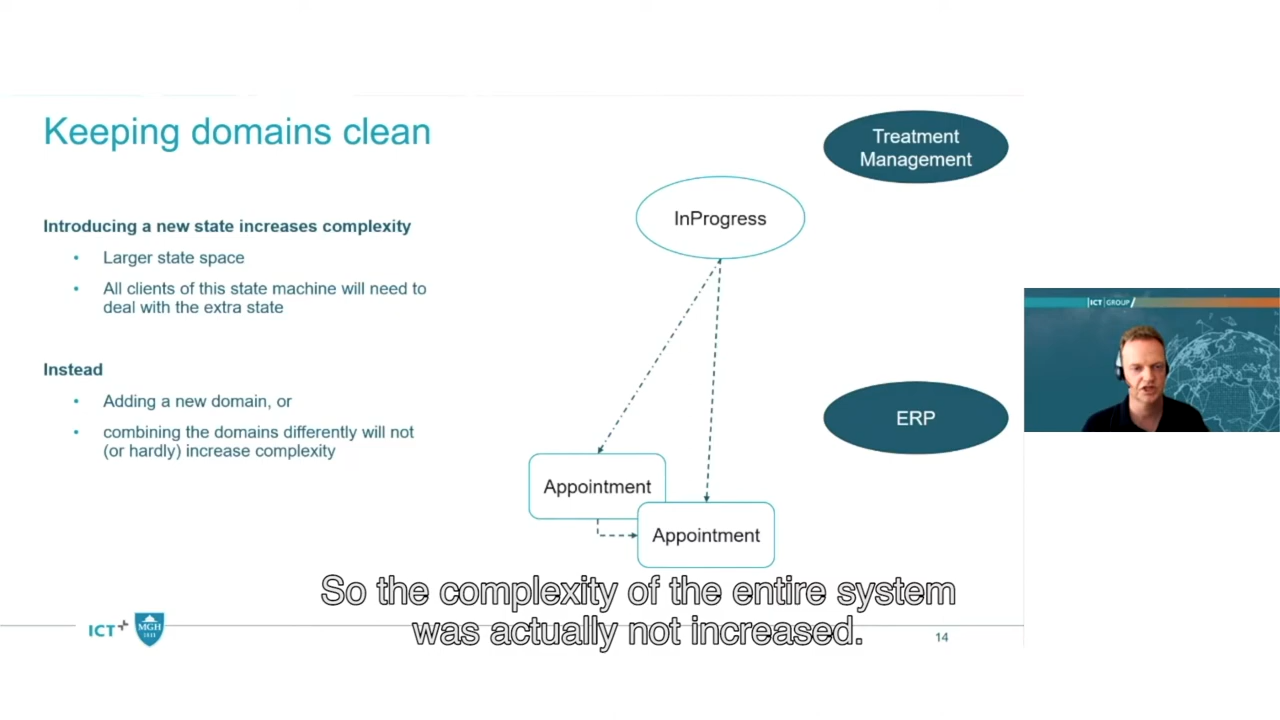 Keeping domains clean
Treatment
Management
InProgress
Introducing a new state increases complexity
• Larger state space
• All clients of this state machine will need to
deal with the extra state
|ICT|GROUP/
Instead
• Adding a new domain, or
• combining the domains differently will not
(or hardly) increase complexity
ERP
Appointment
Appointment
So the complexity of the entire system
was actually not increased.
ICT+
MGH
1811
14